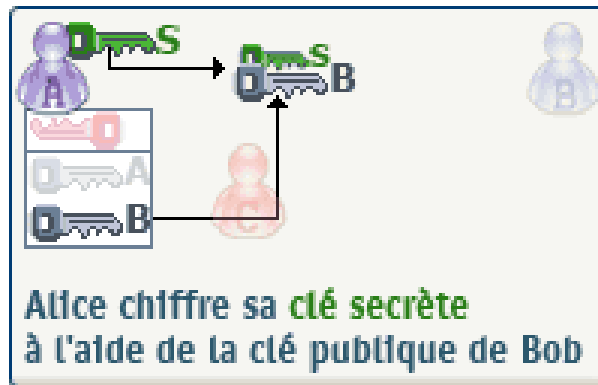 S
S
A
B
B
A
B
C
Alice chiffre sa clé secrète
à l'aide de la clé publique de Bob